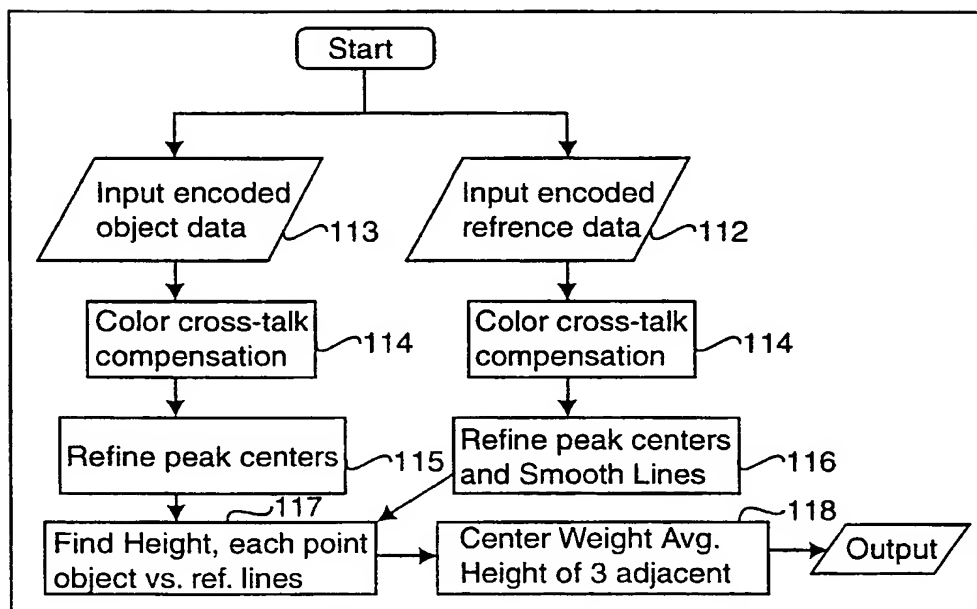 Start
Input encoded
object data
113
Input encoded
refrence data
112
Color cross-talk
compensation
114
Color cross-talk
compensation
114
Refine peak centers
115
Refine peak centers
and Smooth Lines
116
117
Find Height, each point
object vs. ref. lines
118
Center Weight Avg.
Height of 3 adjacent
Output